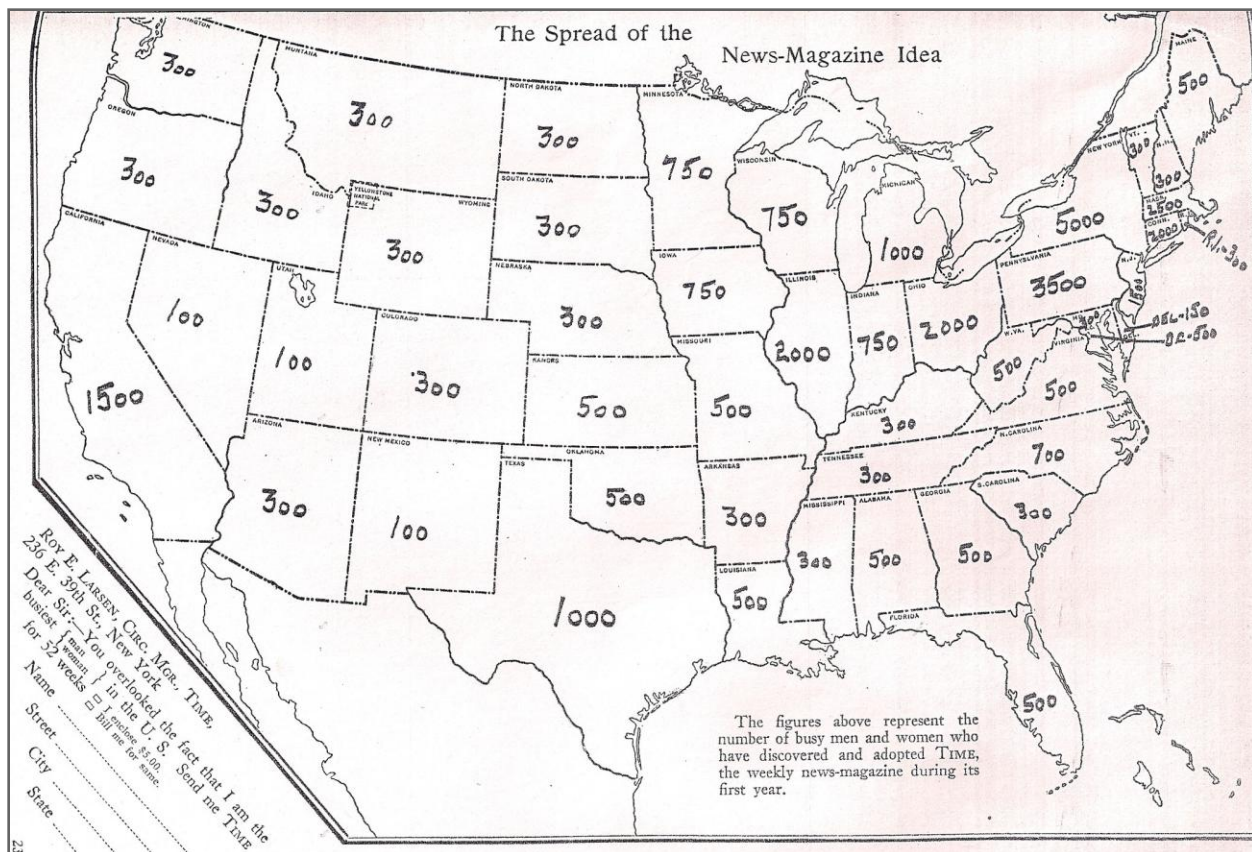 The Spread of the
News-Magazine Idea
300
MONTANA
300
NORTH DAKOTA
300
MINNESOTA
750
MAINE
500
OREGON
300
IDAHO
300
YELLOWSTONE
NATIONAL
PARK
WYOMING
300
SOUTH DAKOTA
300
WISCONSIN
750
MICHIGAN
1000
NEW YORK
5000
VT.
300
N.H.
300
MASS.
2500
CONN.
2000
R.I.-300
CALIFORNIA
1500
NEVADA
100
UTAH
100
COLORADO
300
NEBRASKA
300
IOWA
750
ILLINOIS
2000
INDIANA
750
OHIO
2000
PENNSYLVANIA
3500
N.J.
1500
300
DEL-150
DC-500
KANSAS
500
MISSOURI
500
KENTUCKY
300
W.VA.
500
VIRGINIA
500
ARIZONA
300
NEW MEXICO
100
TEXAS
1000
OKLAHOMA
500
ARKANSAS
300
TENNESSEE
300
N. CAROLINA
700
MISSISSIPPI
300
ALABAMA
500
GEORGIA
500
S. CAROLINA
300
LOUISIANA
500
FLORIDA
500
The figures above represent the
number of busy men and women who
have discovered and adopted TIME,
the weekly news-magazine during its
first year.
ROY E. LARSEN, CIRC. MGR., TIME,
236 E. 39th St., New York
Dear Sir:—You overlooked the fact that I am the
busiest { man woman } in the U. S. Send me TIME
for 52 weeks □ I enclose $5.00.
□ Bill me for same.
Name
Street
City
State